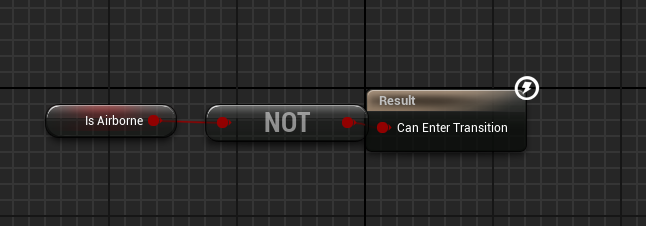 Result
Is Airborne
NOT
Can Enter Transition